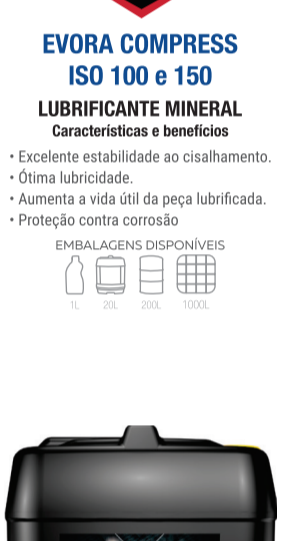 EVORA COMPRESS
ISO 100 e 150
LUBRIFICANTE MINERAL
Características e benefícios
• Excelente estabilidade ao cisalhamento.
• Ótima lubricidade.
• Aumenta a vida útil da peça lubrificada.
• Proteção contra corrosão
EMBALAGENS DISPONÍVEIS
1L 20L 200L 1000L